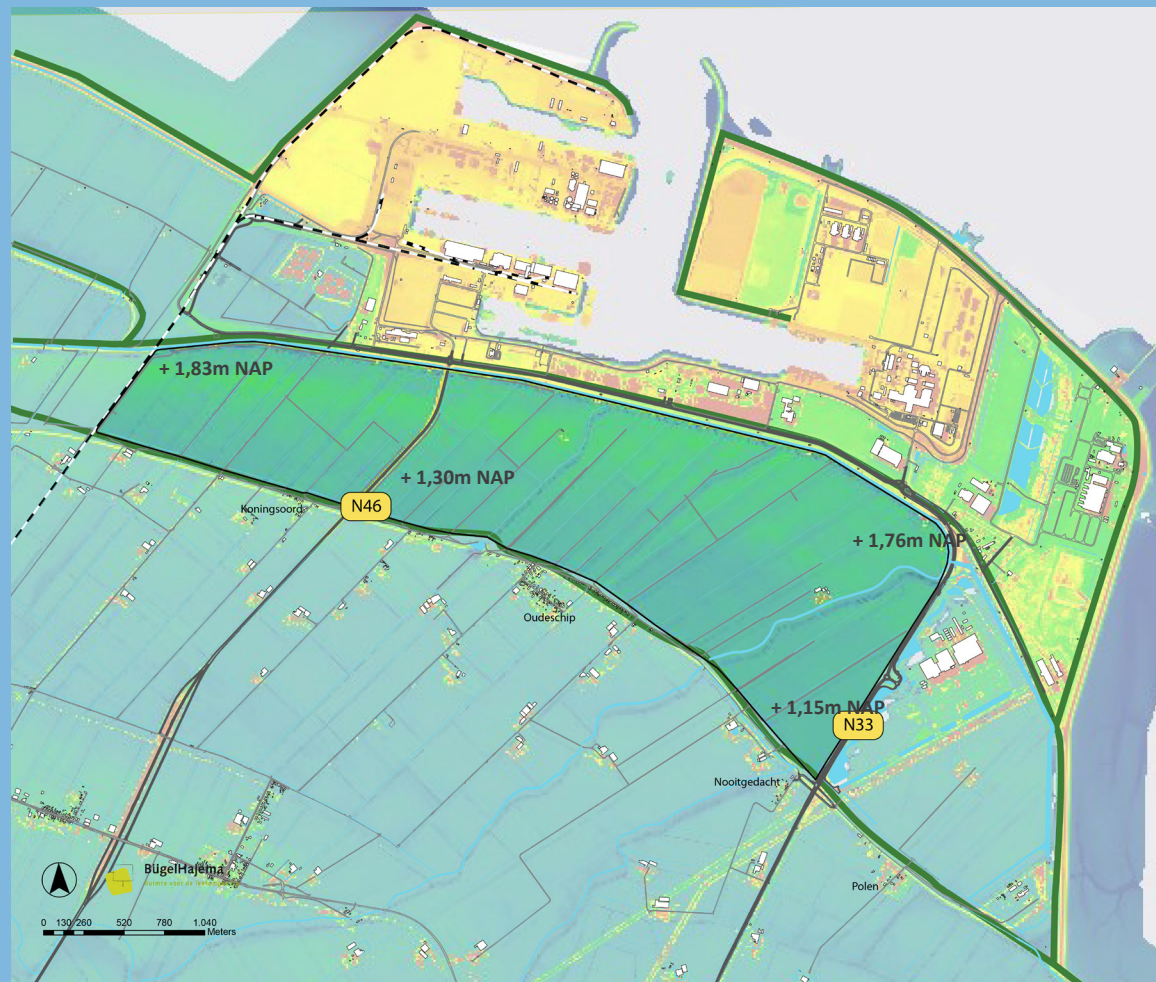 + 1,83m NAP
+ 1,30m NAP
N46
Koningsoord
+ 1,76m NAP
Oudeschip
+ 1,15m NAP
N33
Nooitgedacht
Polen
BügelHajema
0 130 260 520 780 1.040
Meters